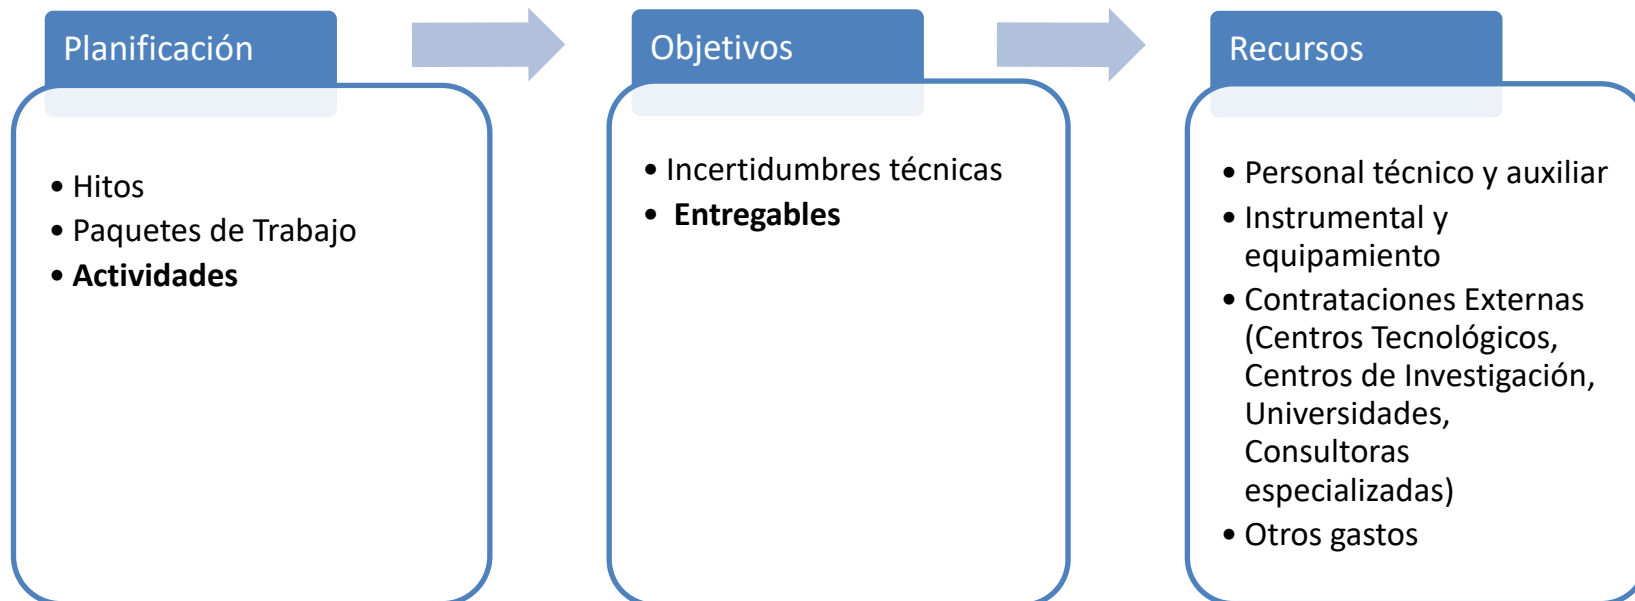 Planificación
• Hitos
• Paquetes de Trabajo
• Actividades
Objetivos
• Incertidumbres técnicas
• Entregables
Recursos
• Personal técnico y auxiliar
• Instrumental y
equipamiento
• Contrataciones Externas
(Centros Tecnológicos,
Centros de Investigación,
Universidades,
Consultoras
especializadas)
• Otros gastos